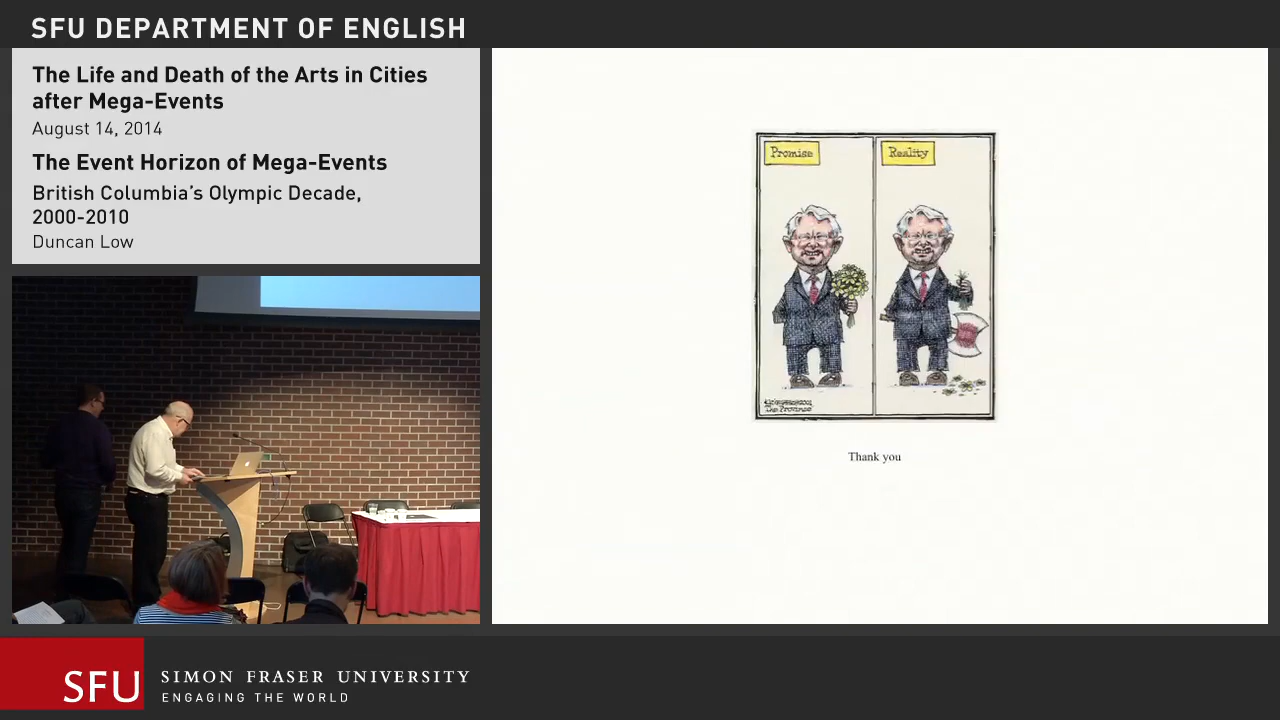 SFU DEPARTMENT OF ENGLISH
The Life and Death of the Arts in Cities
after Mega-Events
August 14, 2014
The Event Horizon of Mega-Events
British Columbia's Olympic Decade,
2000-2010
Duncan Low
Promise
Reality
The Province
Thank you
SFU
SIMON FRASER UNIVERSITY
ENGAGING THE WORLD